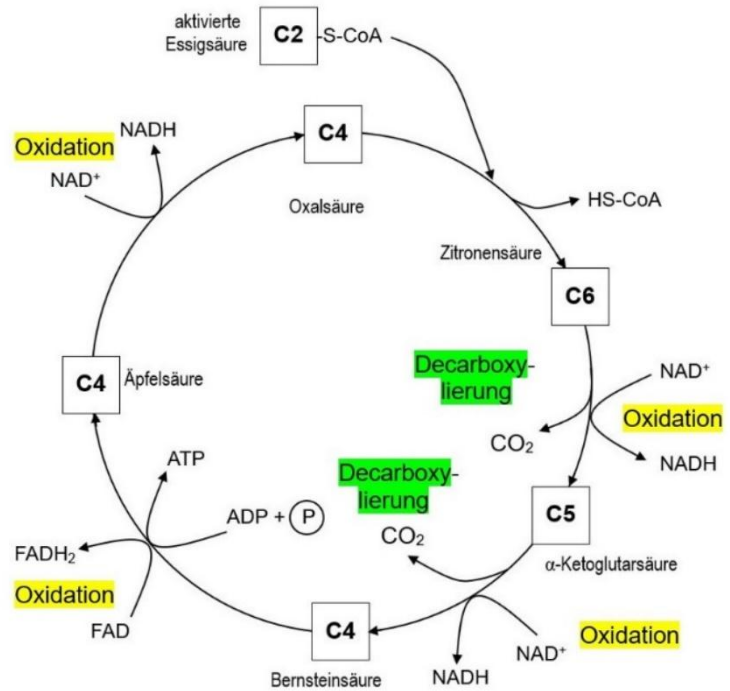 aktivierte
Essigsäure
C2
-S-CoA
C4
Oxalsäure
HS-CoA
Zitronensäure
C6
Decarboxy-
lierung
CO₂
NAD⁺
Oxidation
NADH
C5
α-Ketoglutarsäure
Decarboxy-
lierung
CO₂
NADH
NAD⁺
Oxidation
C4
Bernsteinsäure
ATP
ADP + P
FADH₂
Oxidation
FAD
C4
Äpfelsäure
NADH
Oxidation
NAD⁺